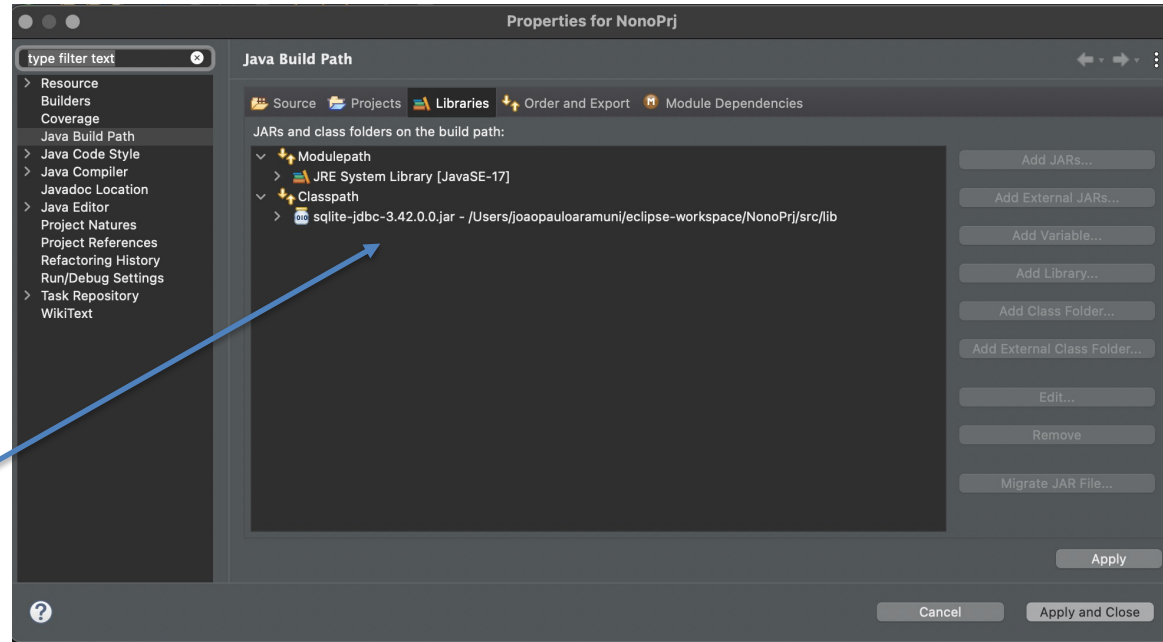 Properties for NonoPrj
type filter text
Resource
Builders
Coverage
Java Build Path
Java Code Style
Java Compiler
Javadoc Location
Java Editor
Project Natures
Project References
Refactoring History
Run/Debug Settings
Task Repository
WikiText
Java Build Path
Source Projects Libraries Order and Export Module Dependencies
JARs and class folders on the build path:
Modulepath
JRE System Library [JavaSE-17]
Classpath
sqlite-jdbc-3.42.0.0.jar - /Users/joaopauloaramuni/eclipse-workspace/NonoPrj/src/lib
Add JARs...
Add External JARs...
Add Variable...
Add Library...
Add Class Folder...
Add External Class Folder...
Edit...
Remove
Migrate JAR File...
Apply
?
Cancel
Apply and Close